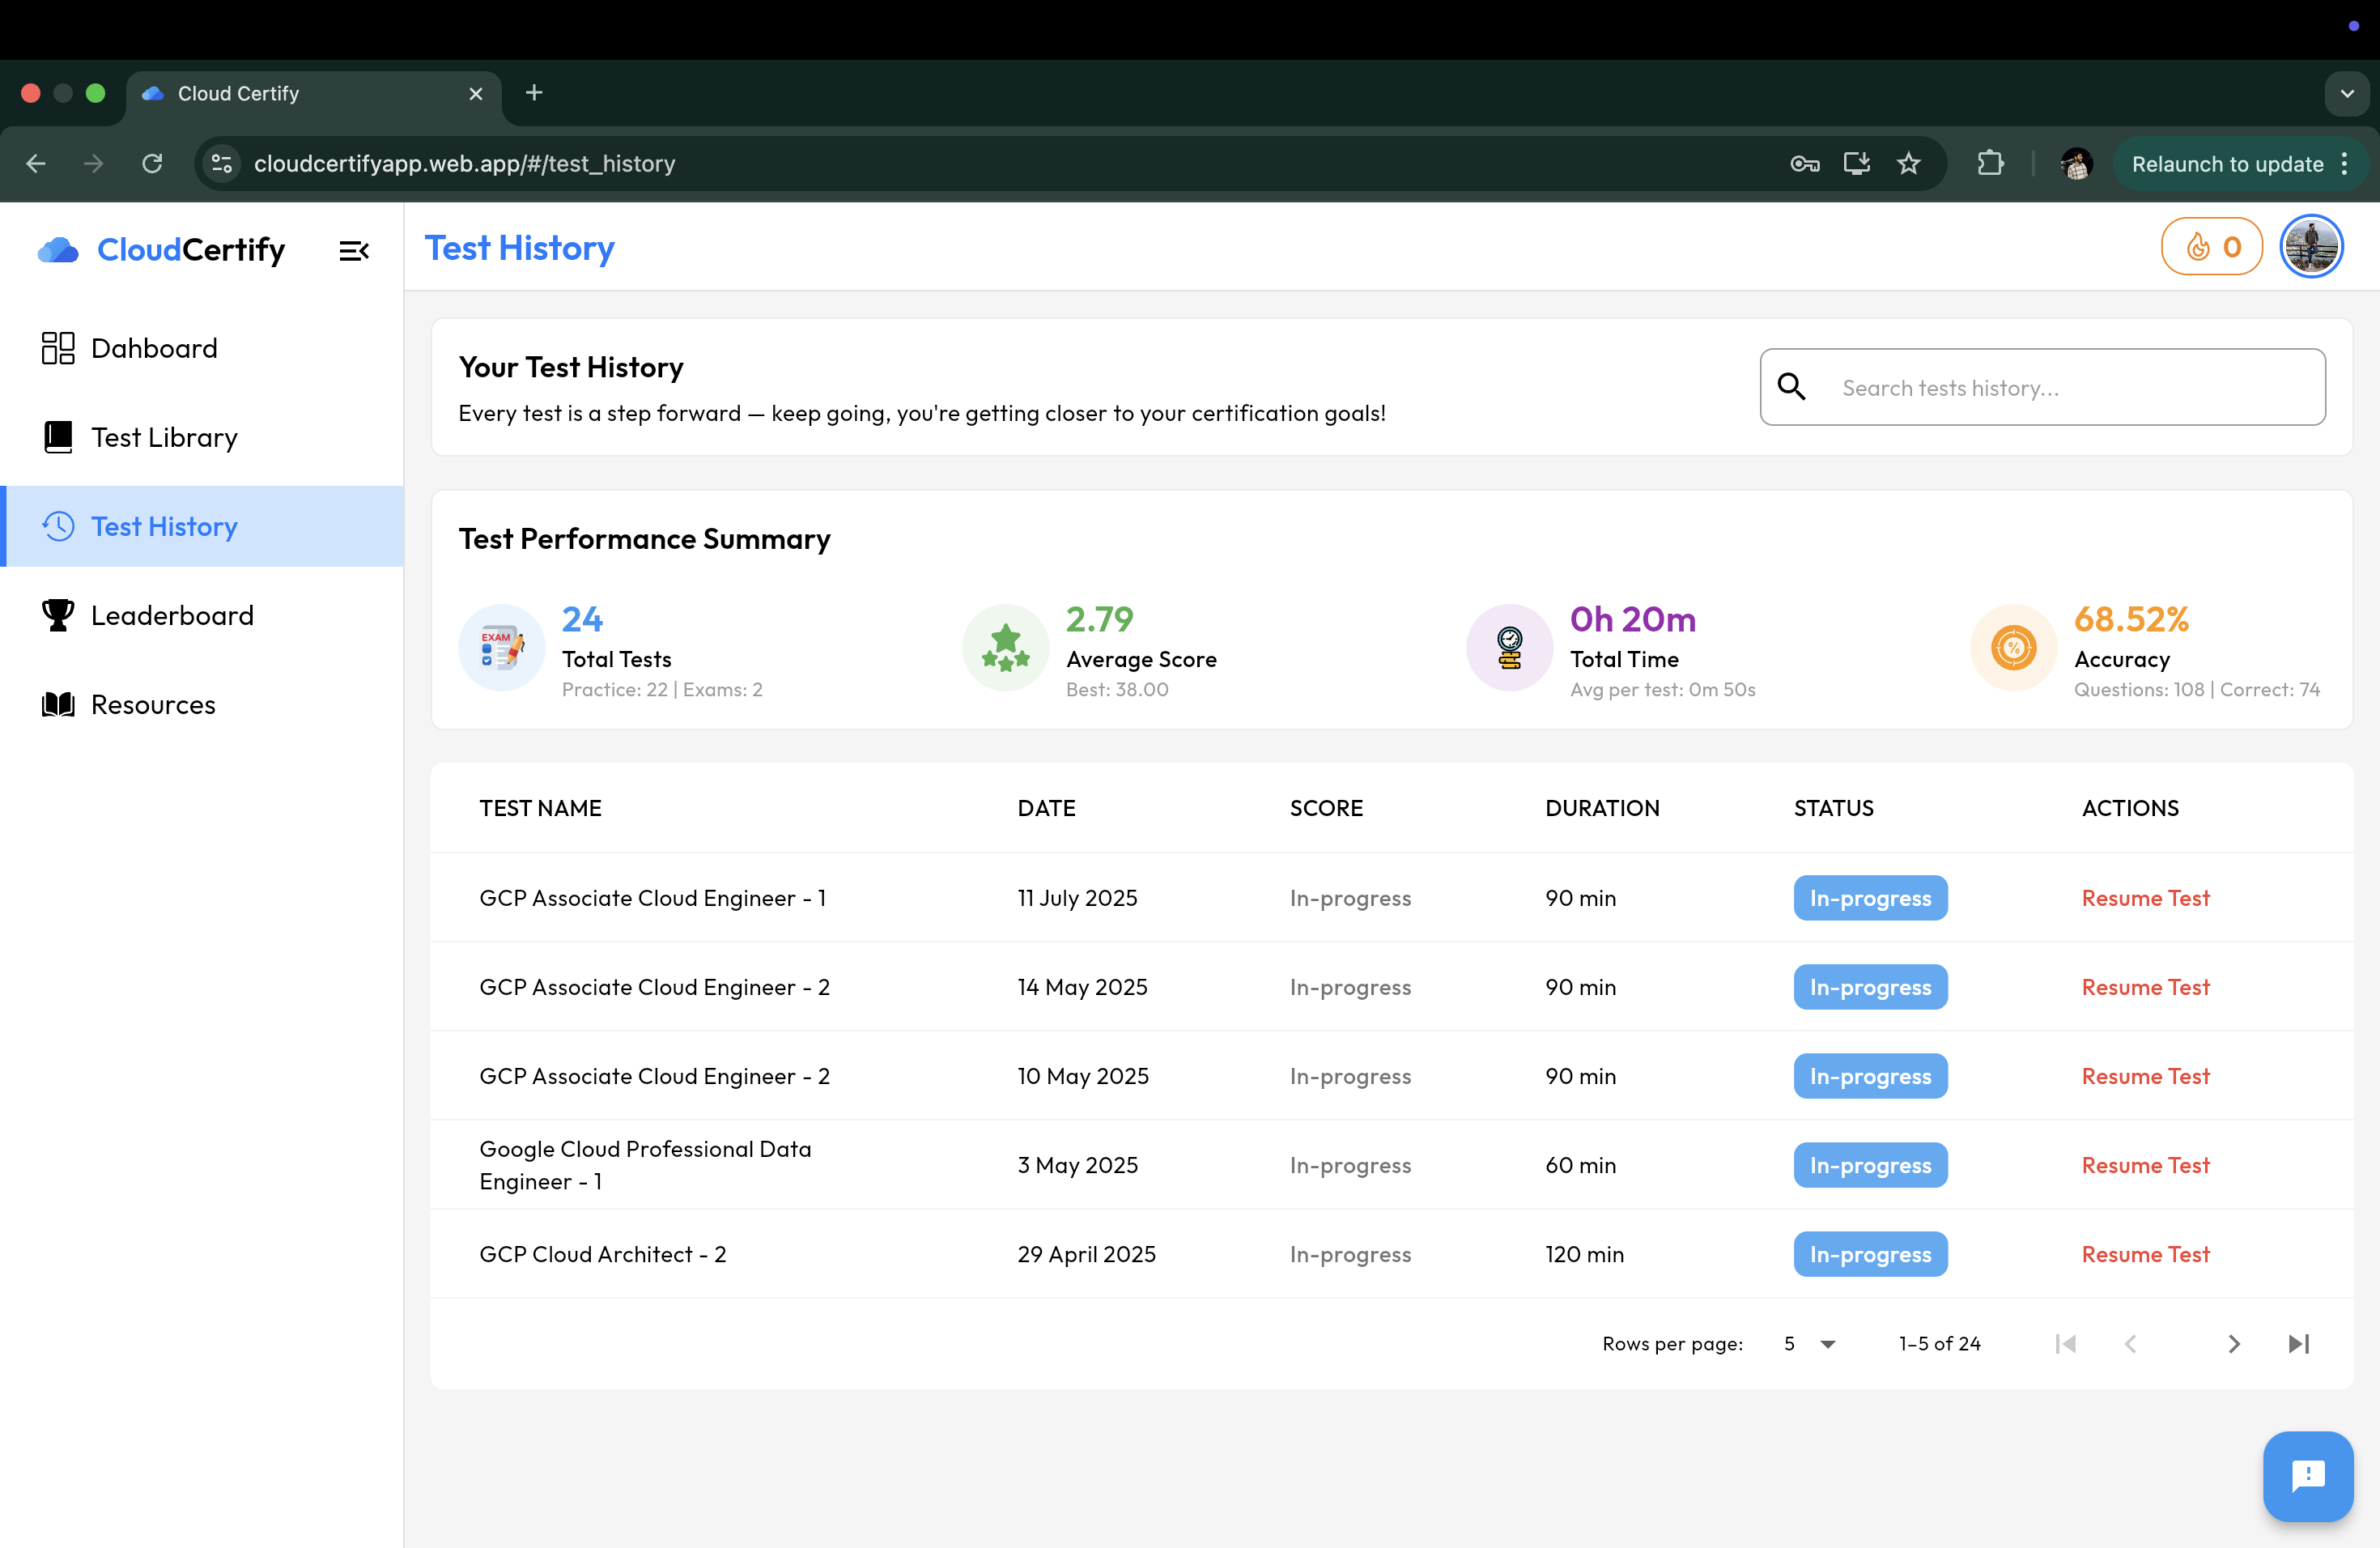 Cloud Certify
cloudcertifyapp.web.app/#/test_history
Relaunch to update
CloudCertify
Test History
0
Dahboard
Test Library
Test History
Leaderboard
Resources
Your Test History
Every test is a step forward — keep going, you're getting closer to your certification goals!
Search tests history...
Test Performance Summary
EXAM
24
Total Tests
Practice: 22 | Exams: 2
2.79
Average Score
Best: 38.00
0h 20m
Total Time
Avg per test: 0m 50s
%
68.52%
Accuracy
Questions: 108 | Correct: 74
TEST NAME DATE SCORE DURATION STATUS ACTIONS
GCP Associate Cloud Engineer - 1 11 July 2025 In-progress 90 min In-progress Resume Test
GCP Associate Cloud Engineer - 2 14 May 2025 In-progress 90 min In-progress Resume Test
GCP Associate Cloud Engineer - 2 10 May 2025 In-progress 90 min In-progress Resume Test
Google Cloud Professional Data
Engineer - 1 3 May 2025 In-progress 60 min In-progress Resume Test
GCP Cloud Architect - 2 29 April 2025 In-progress 120 min In-progress Resume Test
Rows per page: 5 1–5 of 24